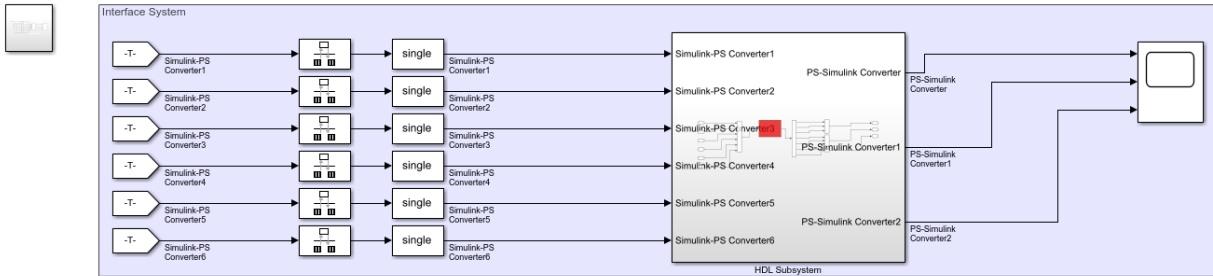 Interface System
-T-
Simulink-PS
Converter1
single
Simulink-PS
Converter1
Simulink-PS Converter1
-T-
Simulink-PS
Converter2
single
Simulink-PS
Converter2
Simulink-PS Converter2
-T-
Simulink-PS
Converter3
single
Simulink-PS
Converter3
Simulink-PS Converter3
-T-
Simulink-PS
Converter4
single
Simulink-PS
Converter4
Simulink-PS Converter4
-T-
Simulink-PS
Converter5
single
Simulink-PS
Converter5
Simulink-PS Converter5
-T-
Simulink-PS
Converter6
single
Simulink-PS
Converter6
Simulink-PS Converter6
PS-Simulink Converter
PS-Simulink
Converter
PS-Simulink Converter1
PS-Simulink
Converter1
PS-Simulink Converter2
PS-Simulink
Converter2
HDL Subsystem